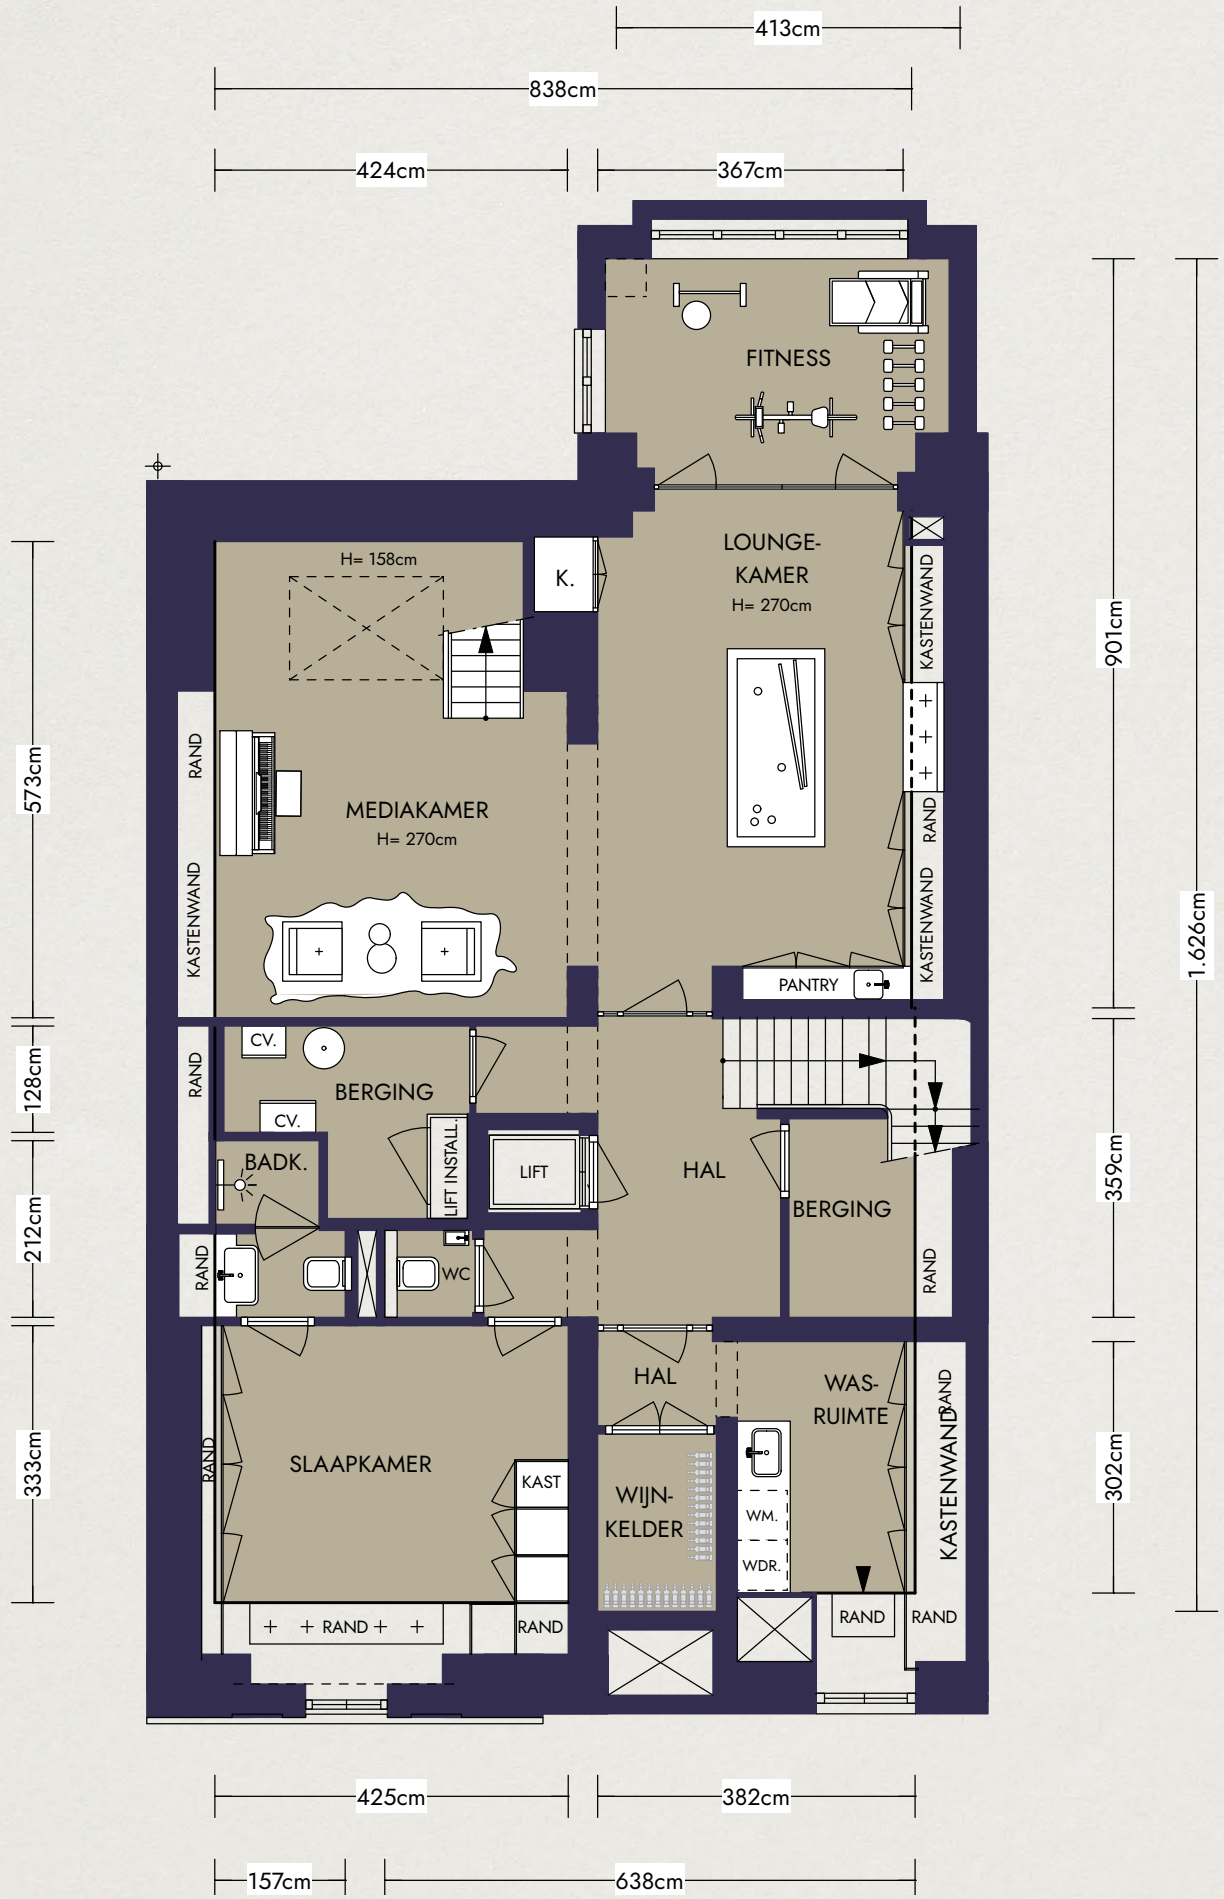 413cm
838cm
424cm
367cm
FITNESS
H= 158cm
K.
LOUNGE-
KAMER
H= 270cm
KASTENWAND
901cm
573cm
RAND
MEDIAKAMER
H= 270cm
KASTENWAND
RAND
KASTENWAND
1.626cm
PANTRY
128cm
RAND
CV.
BERGING
CV.
LIFT INSTALL.
LIFT
HAL
BERGING
359cm
BADK.
212cm
RAND
WC
RAND
HAL
WAS-
RUIMTE
RAND
KASTENWAND
333cm
RAND
SLAAPKAMER
KAST
WIJN-
KELDER
WM.
WDR.
302cm
RAND
RAND
RAND
RAND
425cm
382cm
157cm
638cm